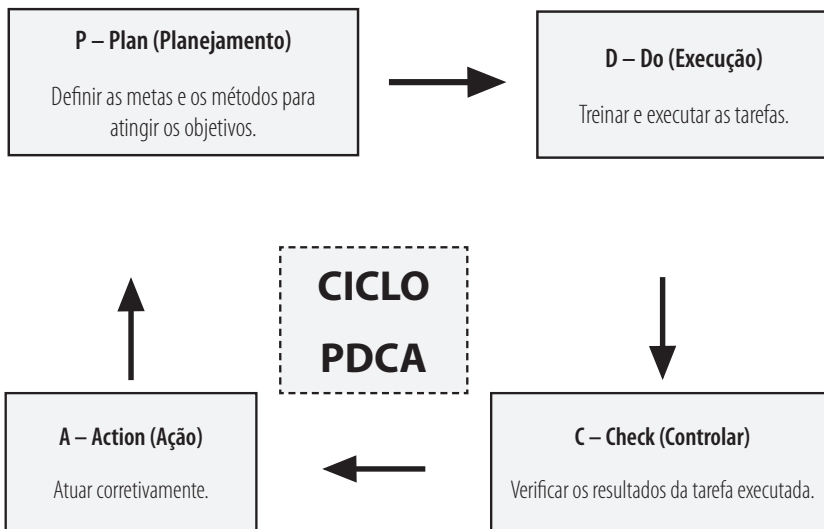 P – Plan (Planejamento)
Definir as metas e os métodos para
atingir os objetivos.
D – Do (Execução)
Treinar e executar as tarefas.
CICLO
PDCA
A – Action (Ação)
Atuar corretivamente.
C – Check (Controlar)
Verificar os resultados da tarefa executada.